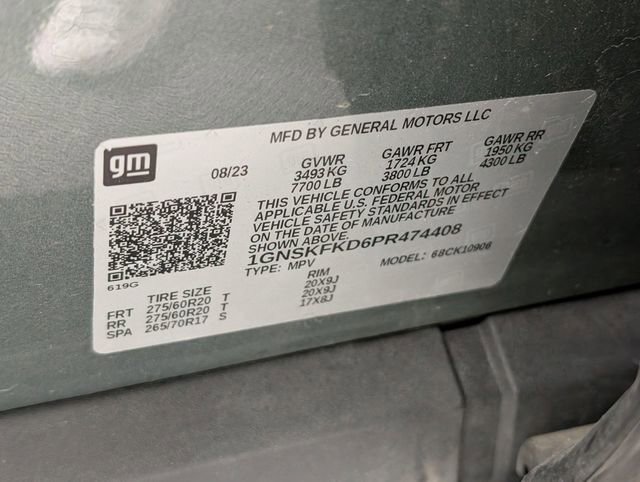 MFD BY GENERAL MOTORS LLC
gm
08/23
GVWR GAWR FRT GAWR RR
3493 KG 1724 KG 1950 KG
7700 LB 3800 LB 4300 LB
THIS VEHICLE CONFORMS TO ALL
APPLICABLE U.S. FEDERAL MOTOR
VEHICLE SAFETY STANDARDS IN EFFECT
ON THE DATE OF MANUFACTURE
SHOWN ABOVE.
1GNSKFKD6PR474408
TYPE: MPV MODEL: 68CK10906
619G
TIRE SIZE RIM
FRT 275/60R20 T 20X9J
RR 275/60R20 T 20X9J
SPA 265/70R17 S 17X8J